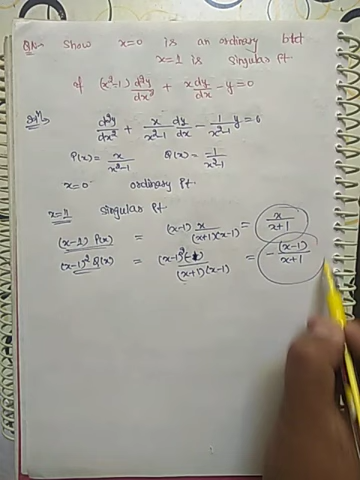 Qn. Show x=0 is an ordinary but
x=1 is singular pt
of (x²-1) d²y/dx² + x dy/dx - y = 0
d²y/dx² + x/(x²-1) dy/dx - 1/(x²-1) y = 0
P(x) = x/(x²-1) Q(x) = -1/(x²-1)
x=0 ordinary pt
x=1 singular pt
(x-1) P(x) = (x-1) x/((x+1)(x-1)) = x/(x+1)
(x-1)² Q(x) = (x-1)²(-1)/((x+1)(x-1)) = -(x-1)/(x+1)